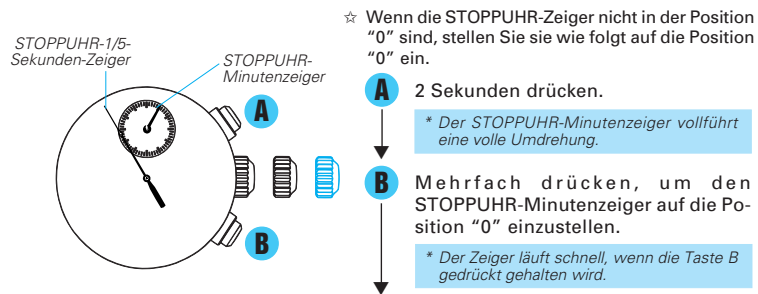 STOPPUHR-1/5-
Sekunden-Zeiger
STOPPUHR-
Minutenzeiger
A
B
☆ Wenn die STOPPUHR-Zeiger nicht in der Position
“0” sind, stellen Sie sie wie folgt auf die Position
“0” ein.
A 2 Sekunden drücken.
* Der STOPPUHR-Minutenzeiger vollführt
eine volle Umdrehung.
B Mehrfach drücken, um den
STOPPUHR-Minutenzeiger auf die Po-
sition “0” einzustellen.
* Der Zeiger läuft schnell, wenn die Taste B
gedrückt gehalten wird.